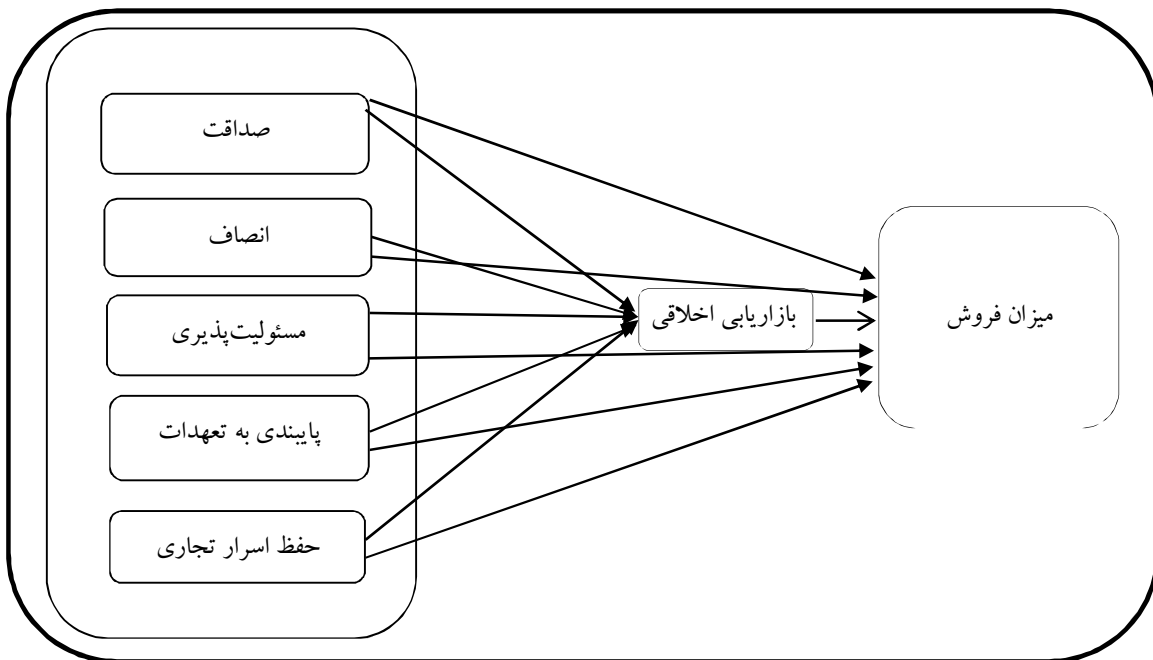 صداقت
انصاف
مسئولیت‌پذیری
پایبندی به تعهدات
حفظ اسرار تجاری
بازاریابی اخلاقی
میزان فروش